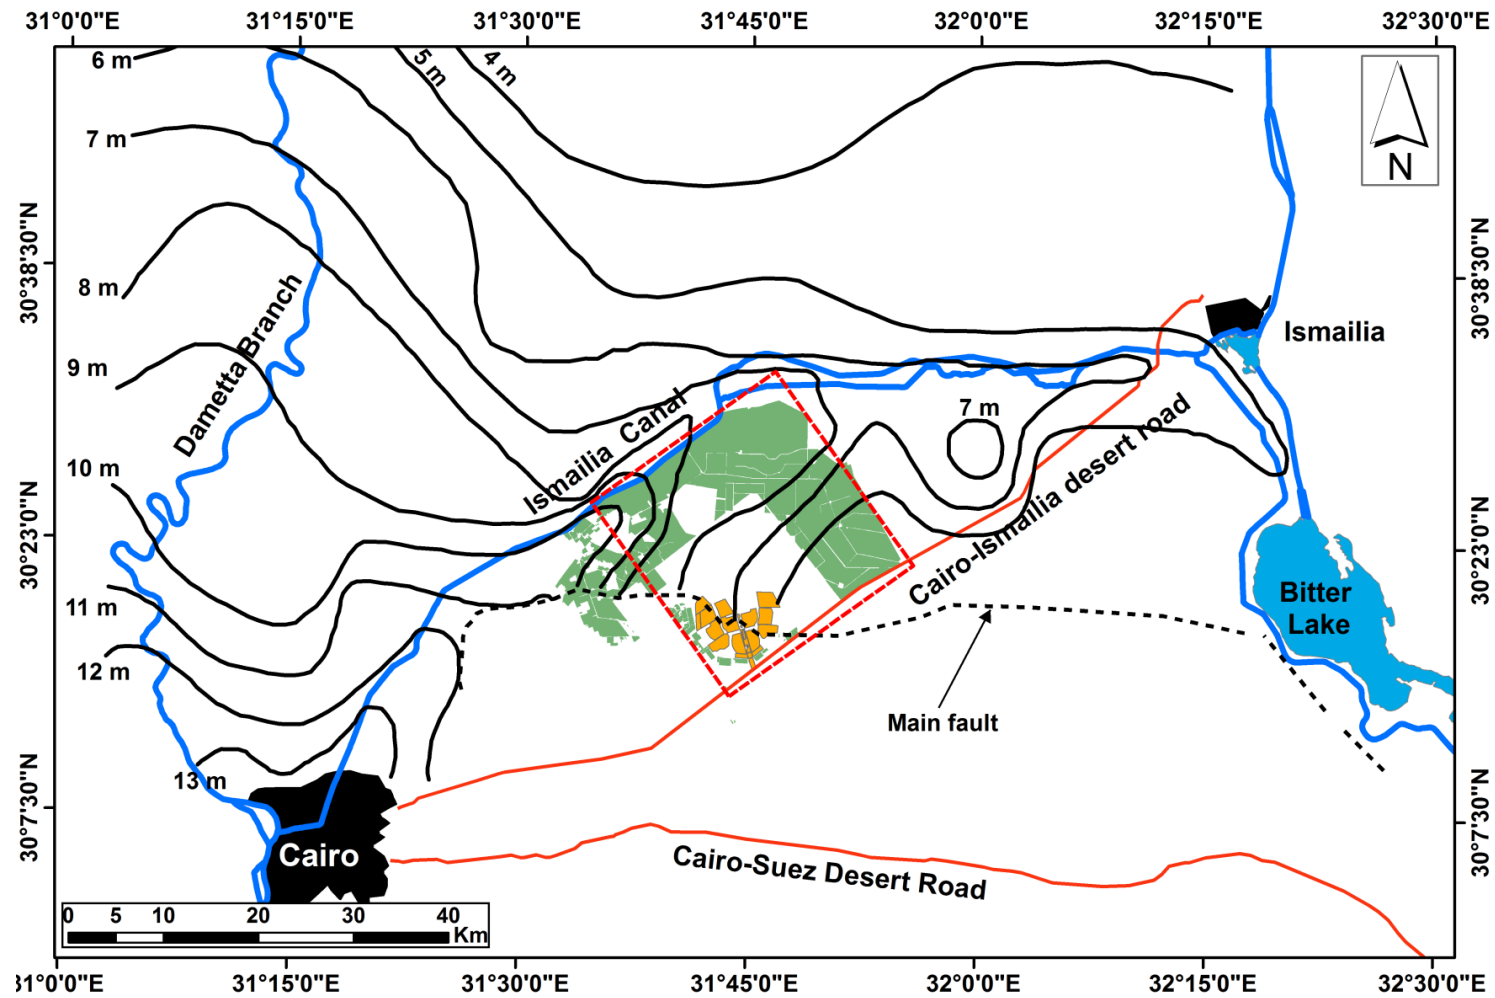 31°0'0"E 31°15'0"E 31°30'0"E 31°45'0"E 32°0'0"E 32°15'0"E 32°30'0"E
6 m
5 m
4 m
7 m
N
30°38'30"N
30°38'30"N
8 m
Dametta Branch
Ismailia
9 m
Ismailia Canal
7 m
10 m
Cairo-Ismailia desert road
30°23'0"N
30°23'0"N
11 m
Bitter
Lake
12 m
Main fault
13 m
30°7'30"N
30°7'30"N
Cairo
Cairo-Suez Desert Road
0 5 10 20 30 40
Km
31°0'0"E 31°15'0"E 31°30'0"E 31°45'0"E 32°0'0"E 32°15'0"E 32°30'0"E